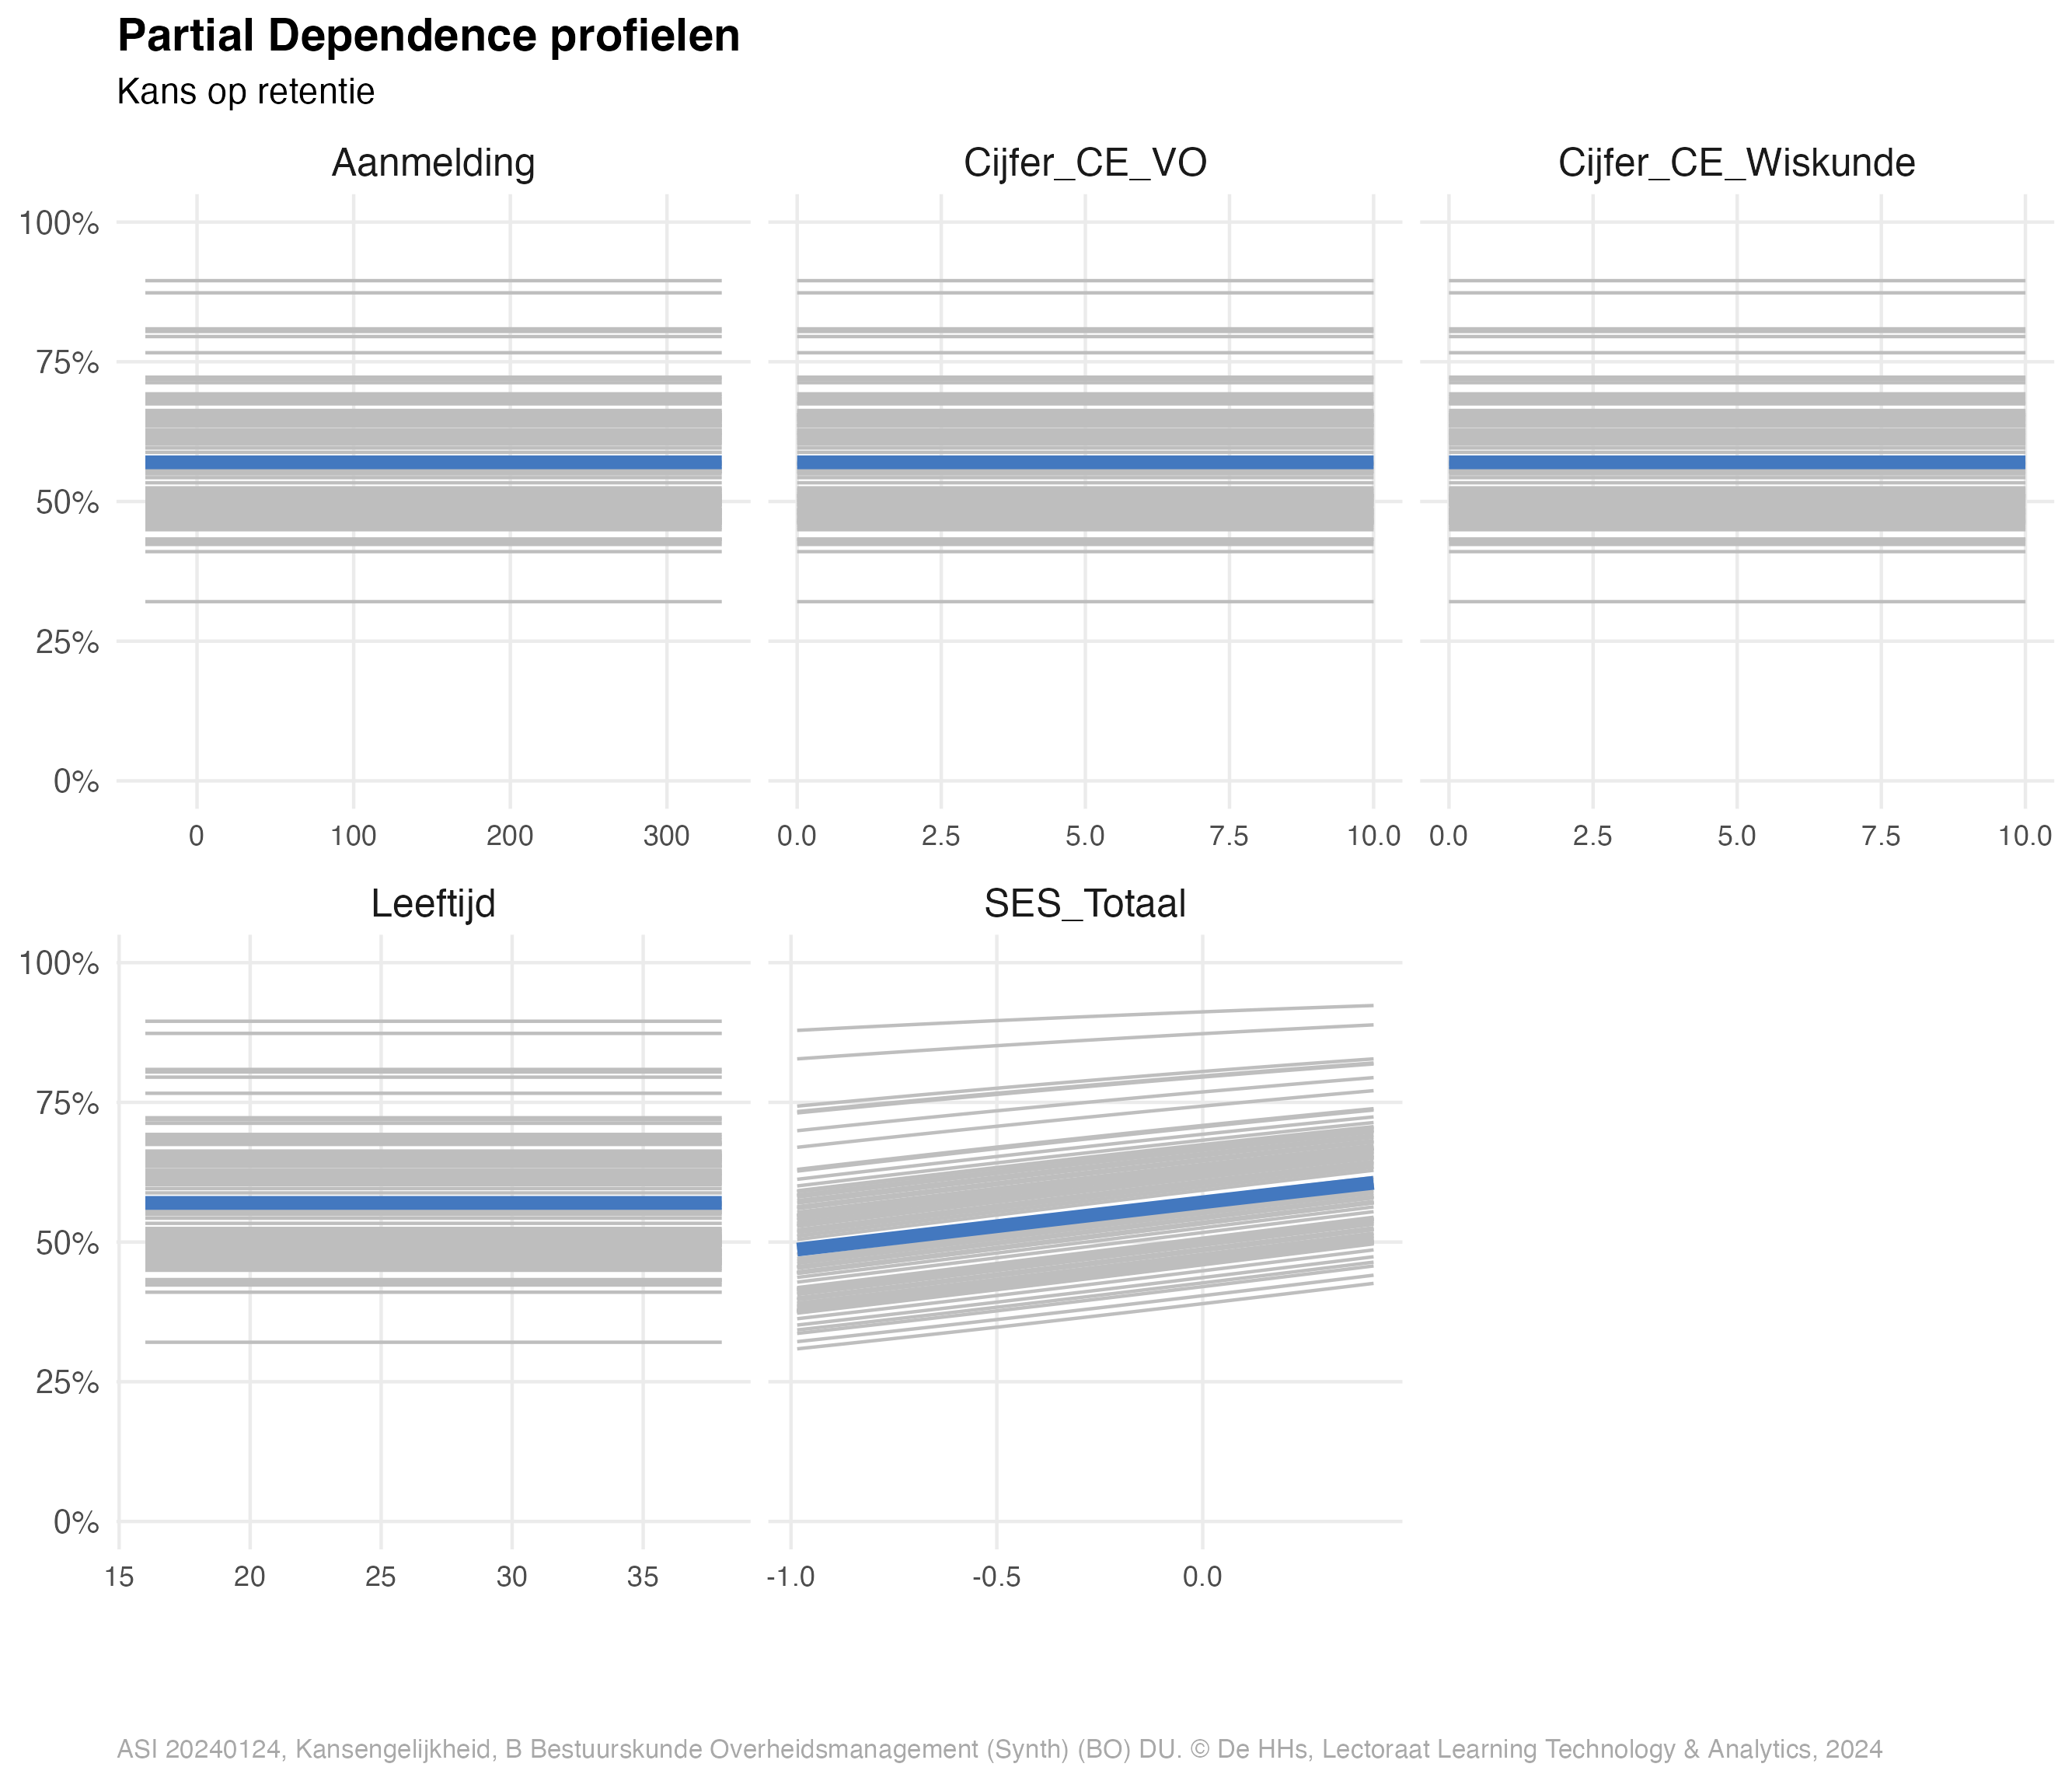 Partial Dependence profielen
Kans op retentie
Aanmelding
Cijfer_CE_VO
Cijfer_CE_Wiskunde
100%
75%
50%
25%
0%
0 100 200 300
0.0 2.5 5.0 7.5 10.0
0.0 2.5 5.0 7.5 10.0
Leeftijd
SES_Totaal
100%
75%
50%
25%
0%
15 20 25 30 35
-1.0 -0.5 0.0
ASI 20240124, Kansengelijkheid, B Bestuurskunde Overheidsmanagement (Synth) (BO) DU. © De HHs, Lectoraat Learning Technology & Analytics, 2024